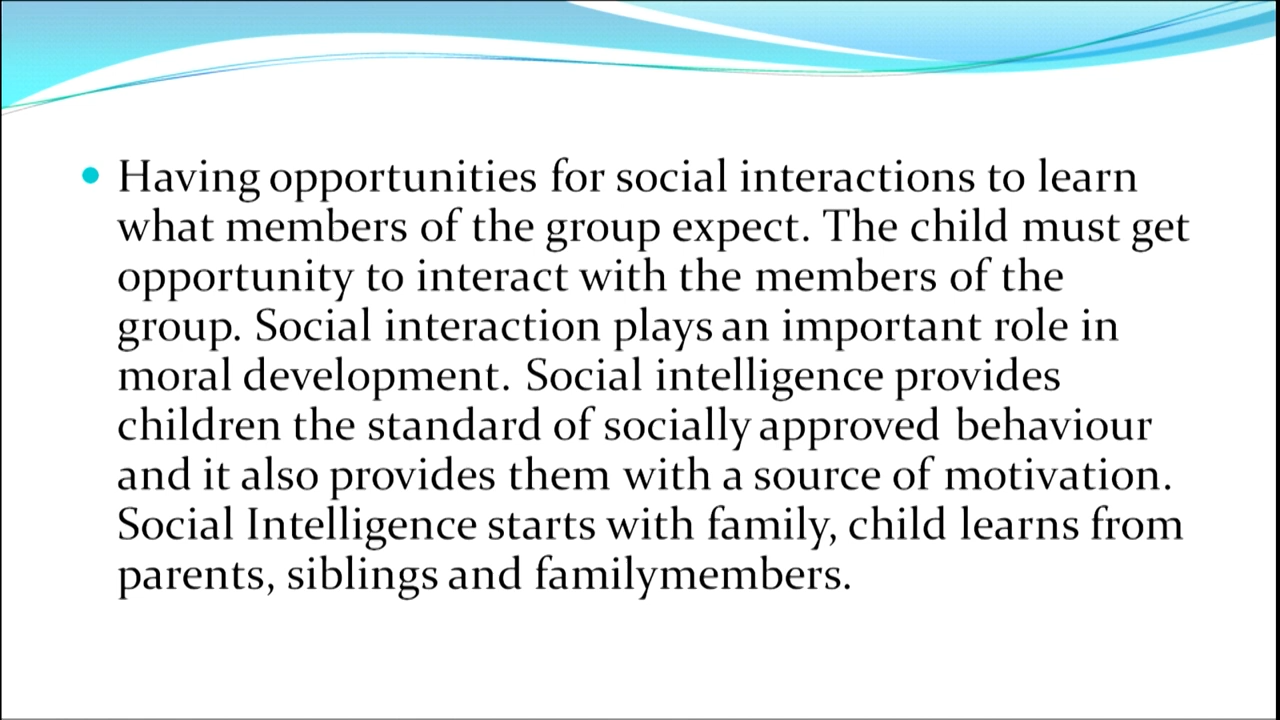 Having opportunities for social interactions to learn
what members of the group expect. The child must get
opportunity to interact with the members of the
group. Social interaction plays an important role in
moral development. Social intelligence provides
children the standard of socially approved behaviour
and it also provides them with a source of motivation.
Social Intelligence starts with family, child learns from
parents, siblings and familymembers.